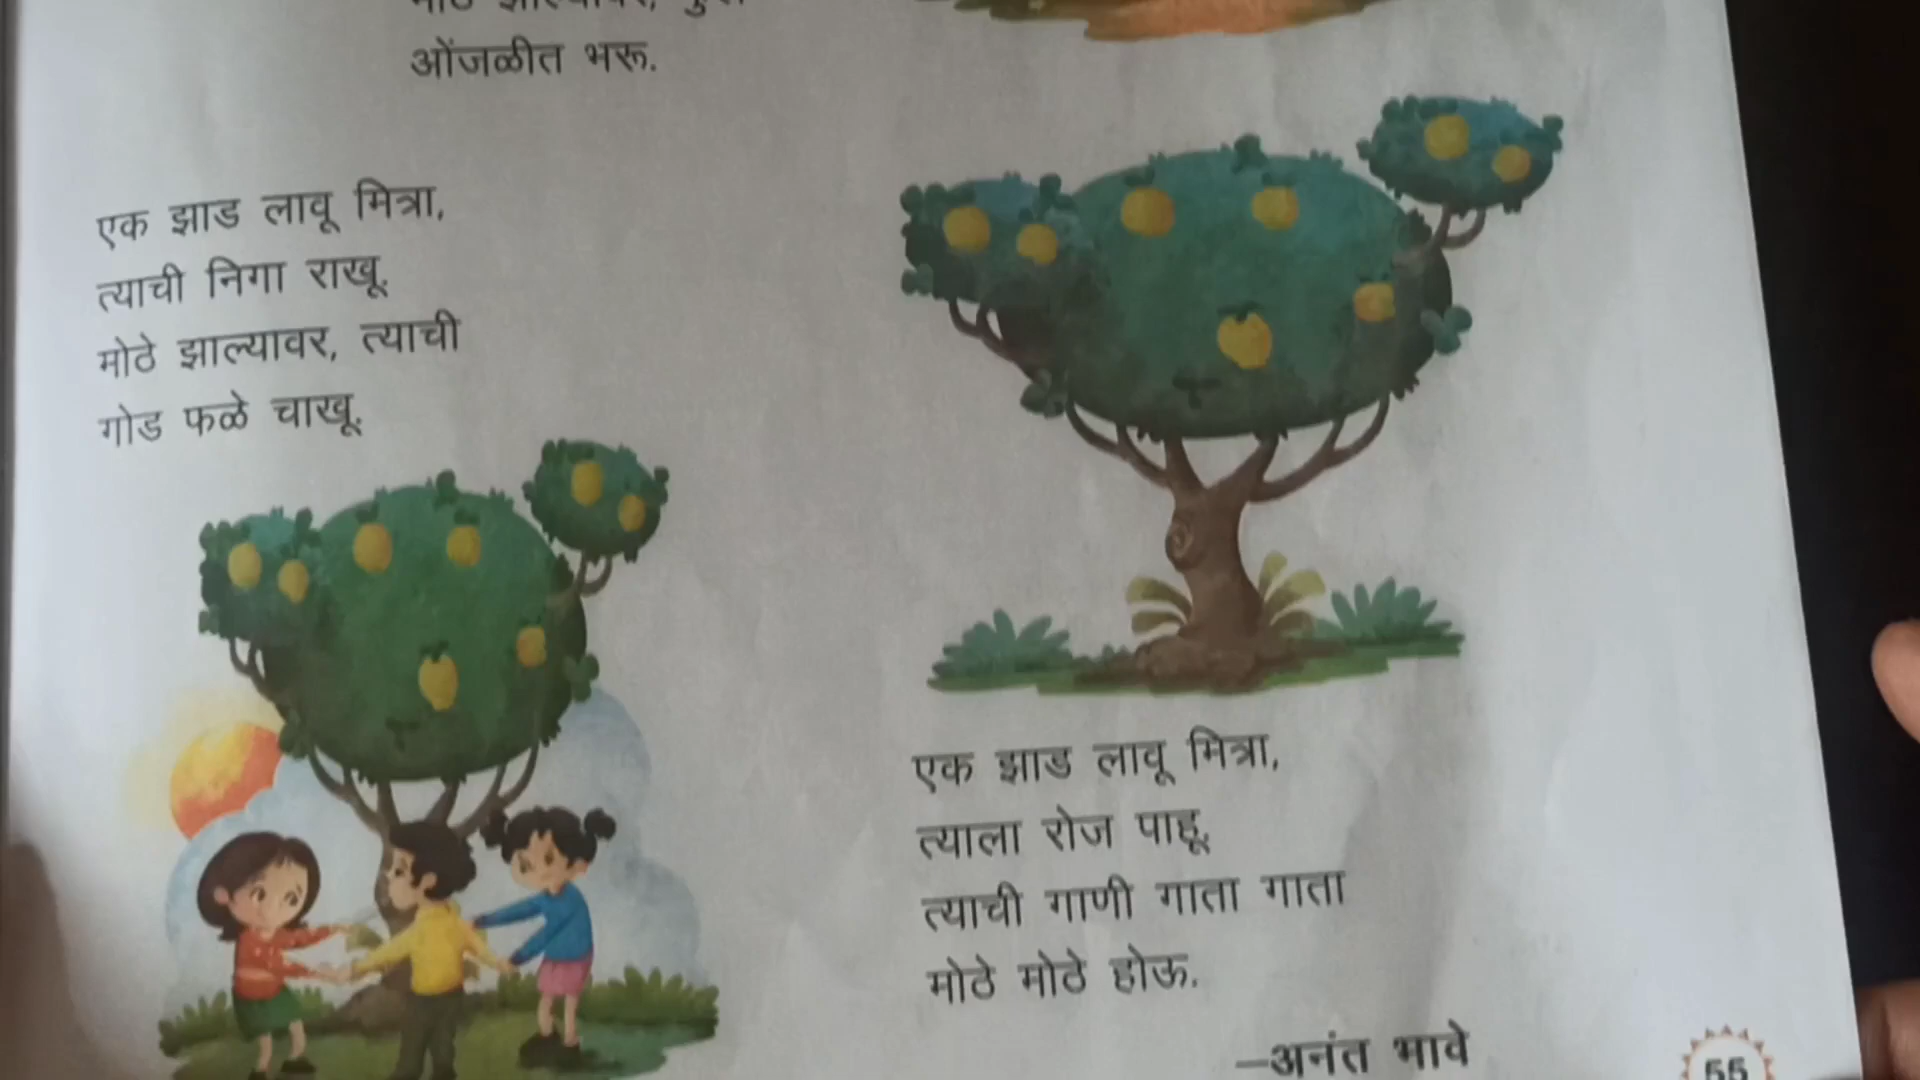 ओंजळीत भरू.
एक झाड लावू मित्रा,
त्याची निगा राखू.
मोठे झाल्यावर, त्याची
गोड फळे चाखू.
एक झाड लावू मित्रा,
त्याला रोज पाहू.
त्याची गाणी गाता गाता
मोठे मोठे होऊ.
–अनंत भावे
55